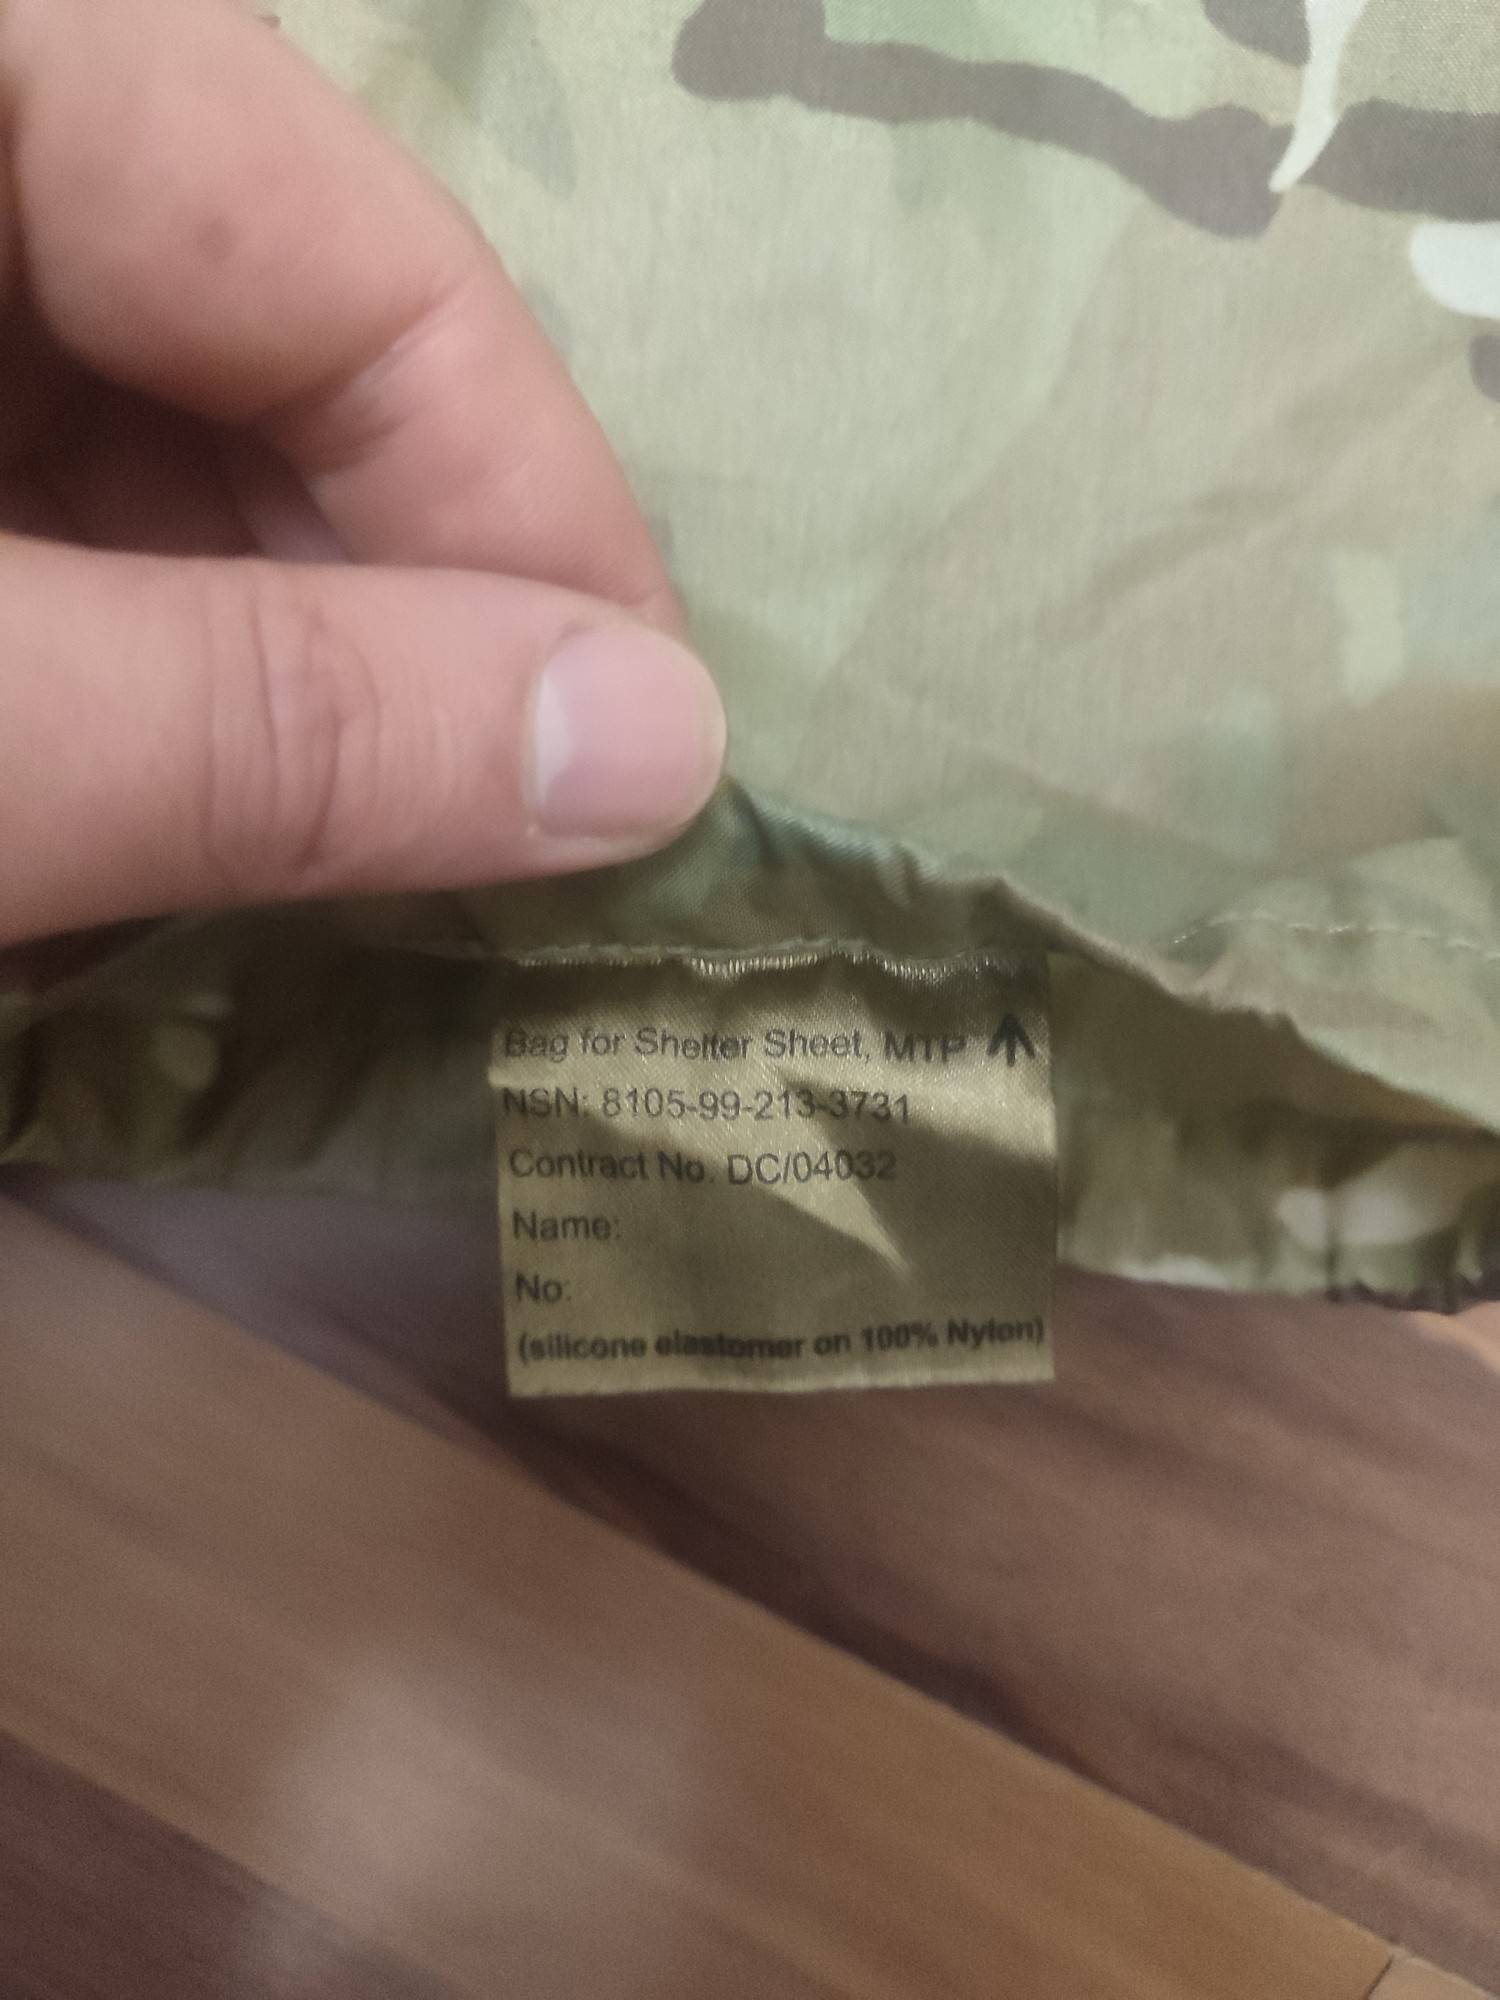 Bag for Shelter Sheet, MTP
NSN: 8105-99-213-3731
Contract No. DC/04032
Name:
No:
(silicone elastomer on 100% Nylon)